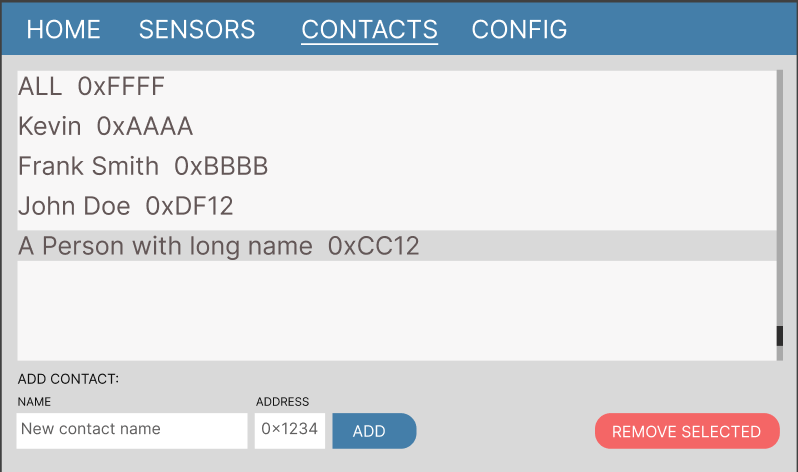 HOME SENSORS CONTACTS CONFIG
ALL 0xFFFF
Kevin 0xAAAA
Frank Smith 0xBBBB
John Doe 0xDF12
A Person with long name 0xCC12
ADD CONTACT:
NAME ADDRESS
New contact name 0×1234 ADD REMOVE SELECTED